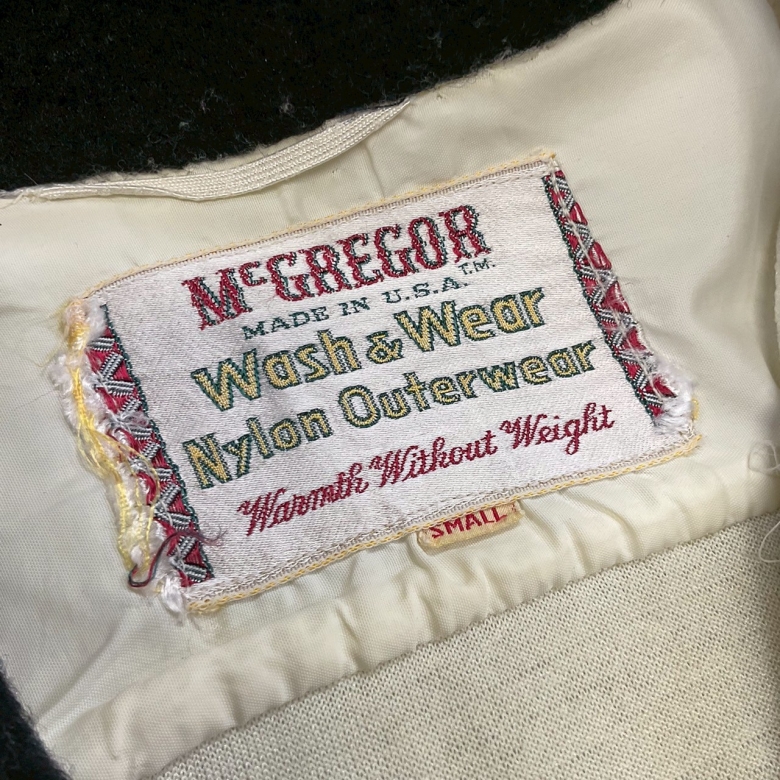 McGREGOR
MADE IN U.S.A. T.M.
Wash & Wear
Nylon Outerwear
Warmth Without Weight
SMALL